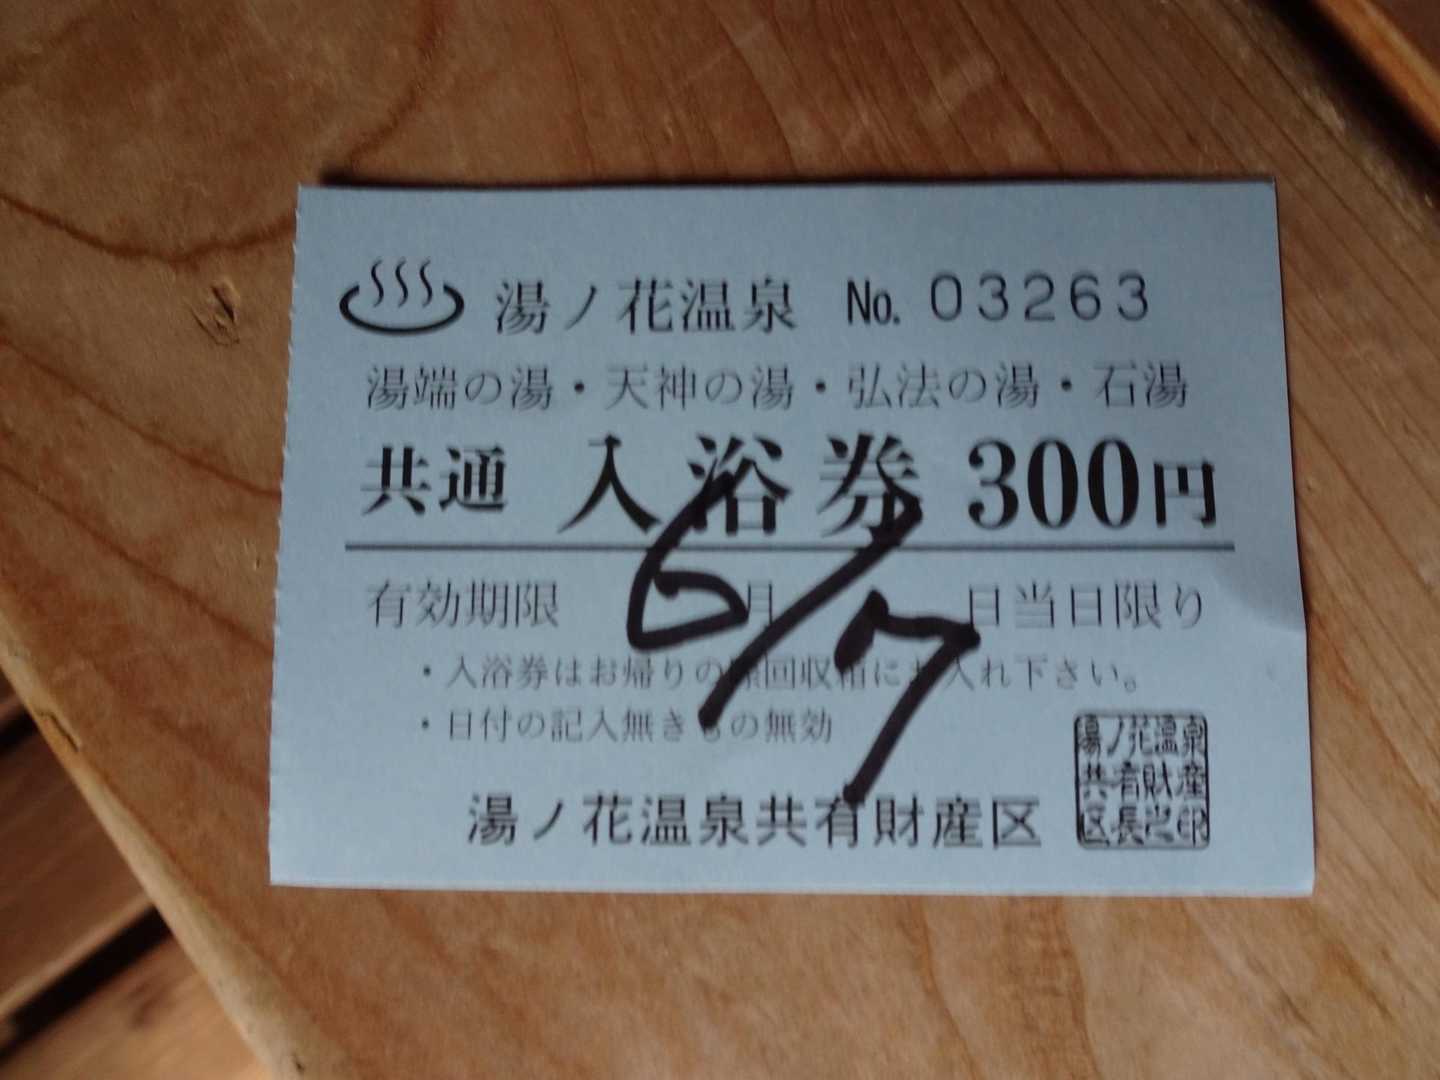 湯ノ花温泉 No. 03263
湯端の湯・天神の湯・弘法の湯・石湯
共通 入浴券 300円
有効期限 6月/7日当日限り
・入浴券はお帰りの際回収箱にお入れ下さい。
・日付の記入無きもの無効
湯ノ花温泉共有財産区
湯ノ花温泉
共有財産
区長之印